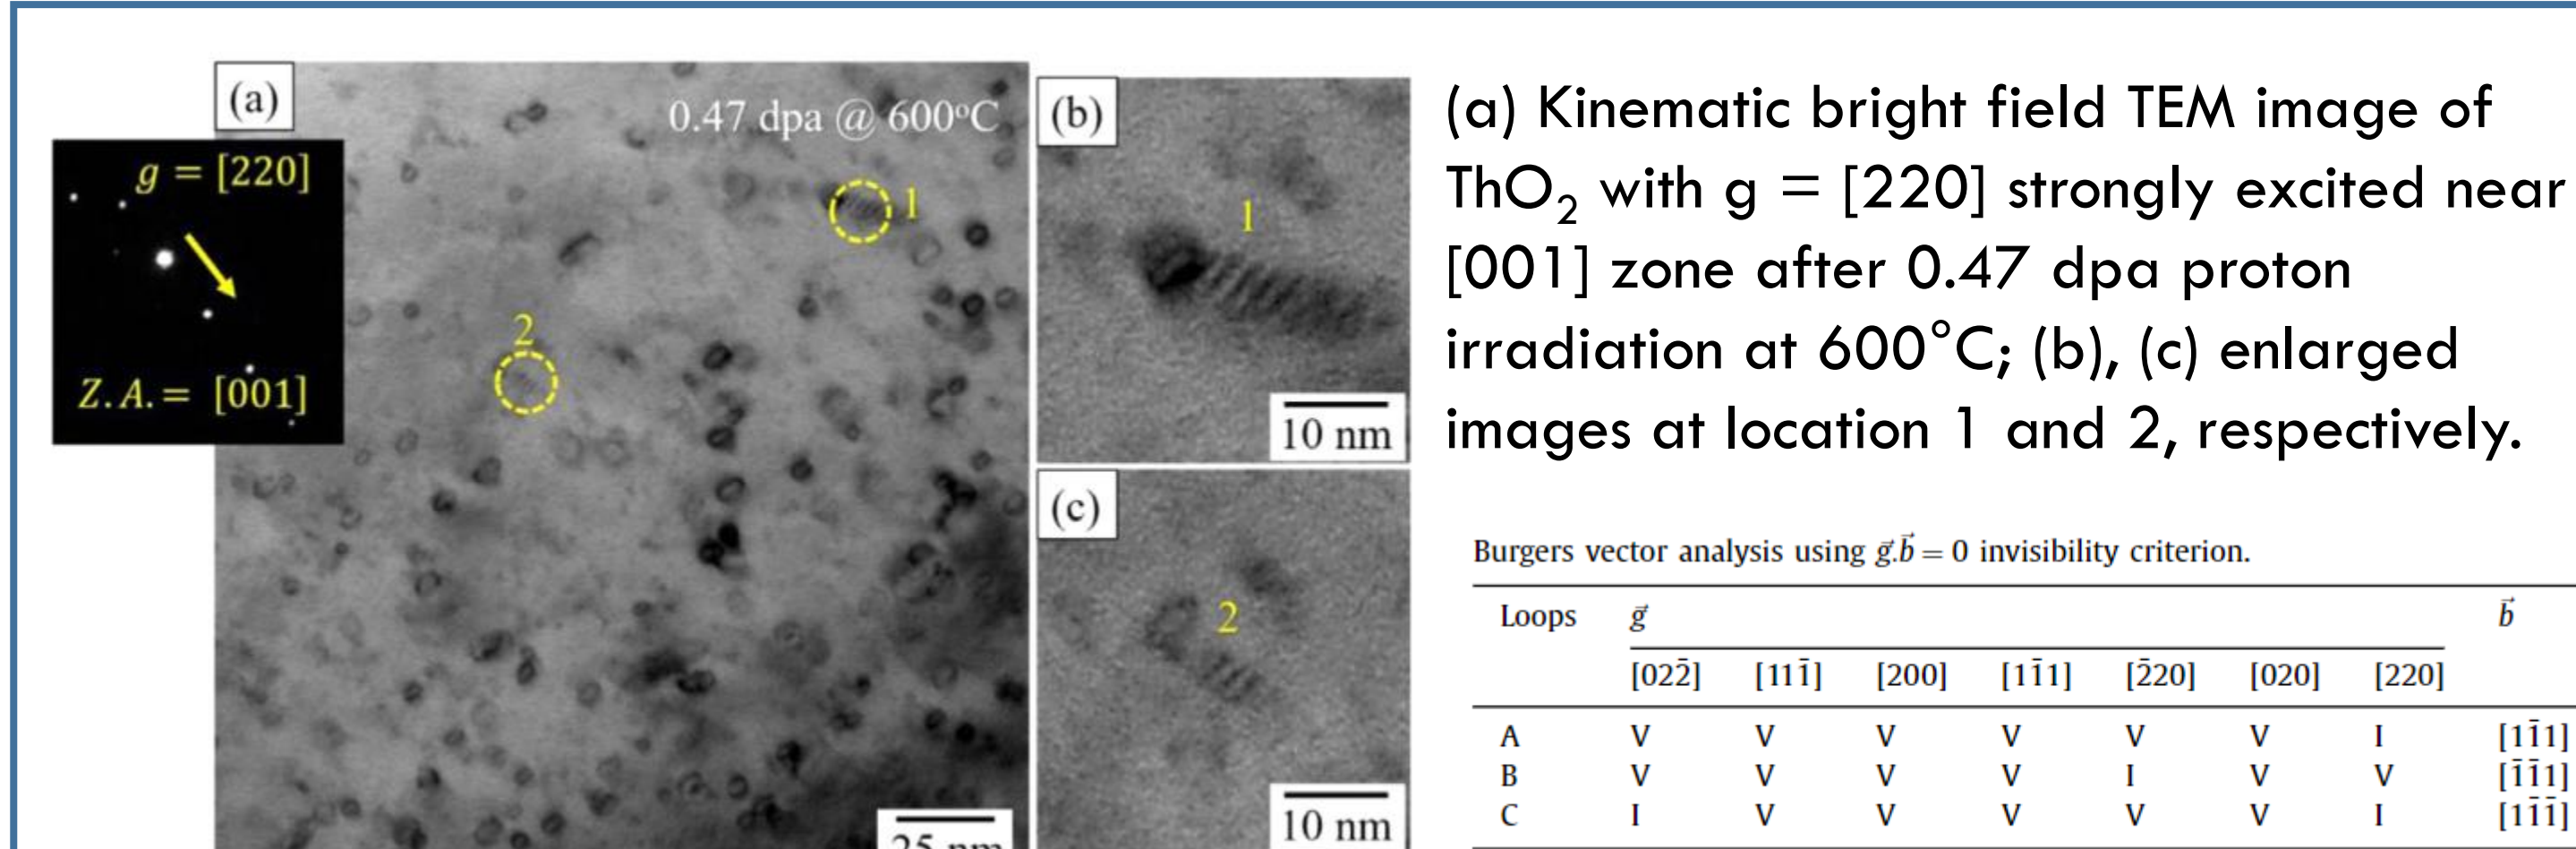 (a)
0.47 dpa @ 600°C
g = [220]
Z.A.= [001]
1
2
25 nm
(b)
1
10 nm
(c)
2
10 nm
(a) Kinematic bright field TEM image of
ThO₂ with g = [220] strongly excited near
[001] zone after 0.47 dpa proton
irradiation at 600°C; (b), (c) enlarged
images at location 1 and 2, respectively.
Burgers vector analysis using g⃗.b⃗ = 0 invisibility criterion.
Loops g⃗ b⃗
[022̄] [111̄] [200] [11̄1] [2̄20] [020] [220]
A V V V V V V I [11̄1]
B V V V V I V V [1̄1̄1]
C I V V V V V I [11̄1̄]